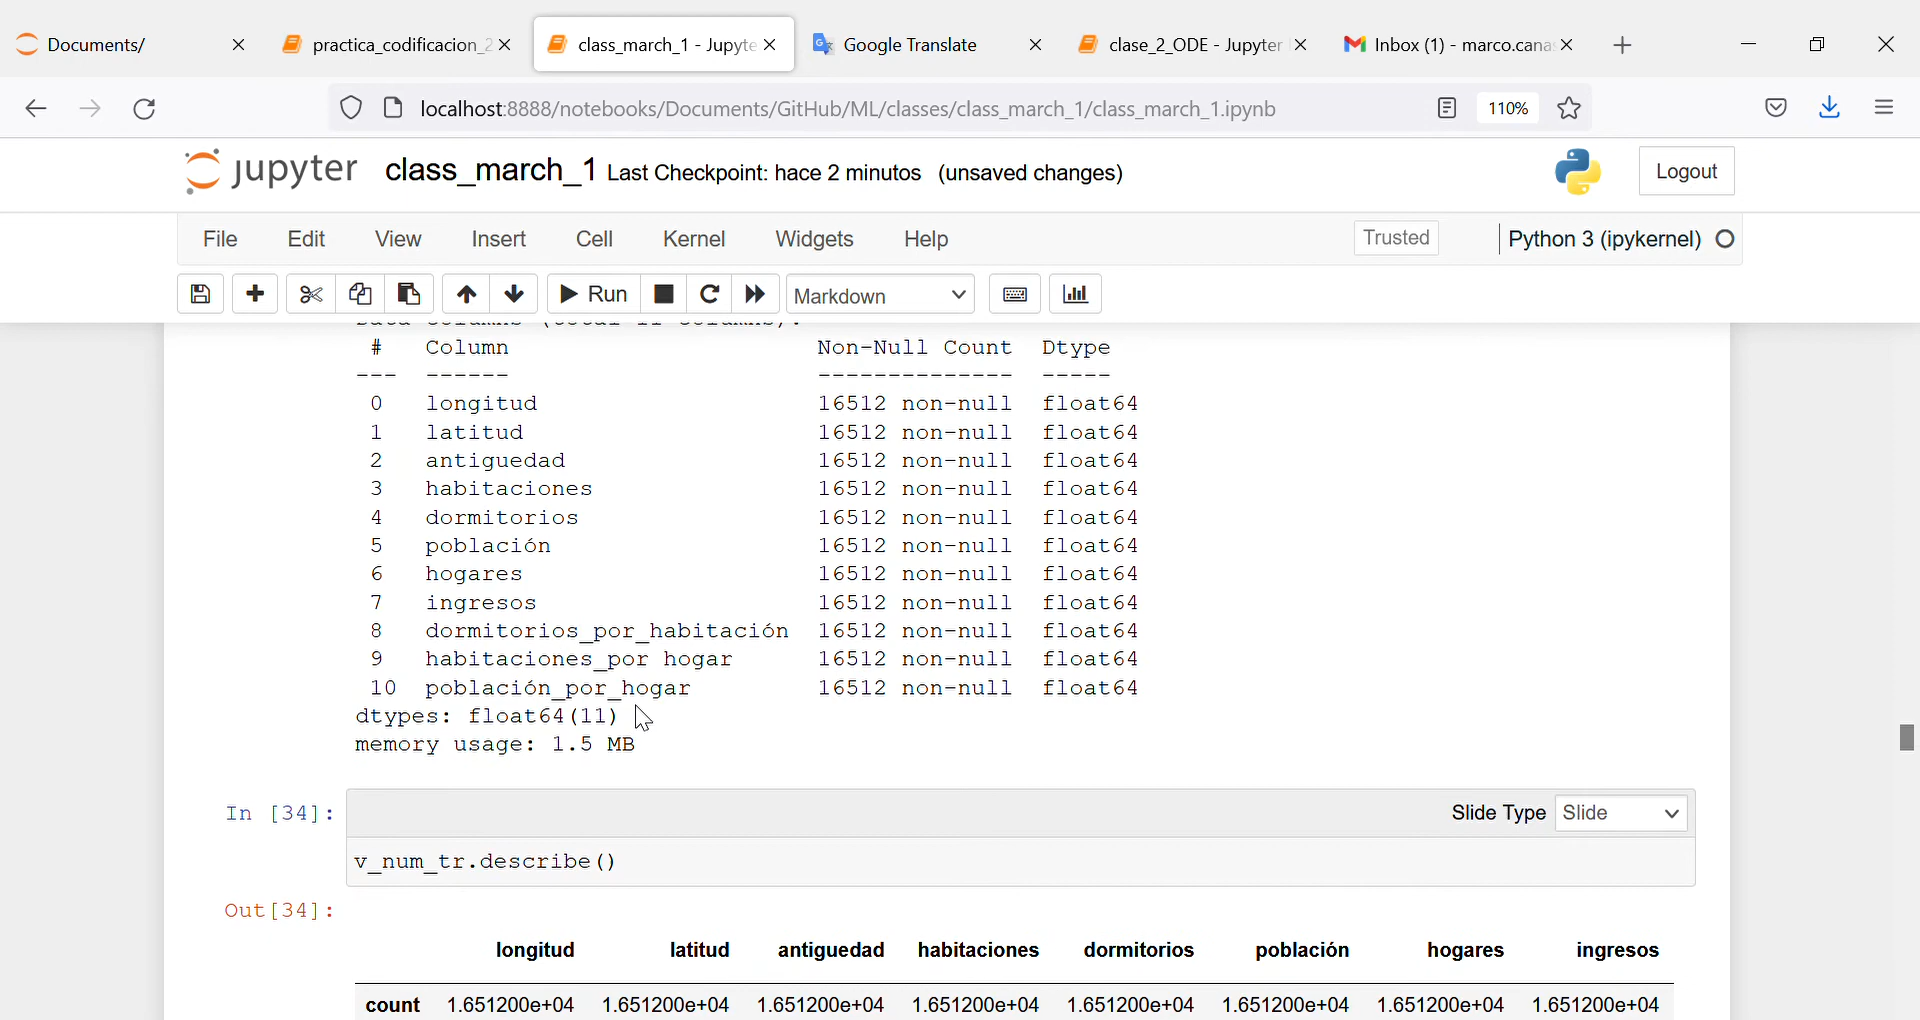 Documents/
practica_codificacion_2
class_march_1 - Jupyte
Google Translate
clase_2_ODE - Jupyter
Inbox (1) - marco.cana
localhost:8888/notebooks/Documents/GitHub/ML/classes/class_march_1/class_march_1.ipynb
110%
jupyter class_march_1 Last Checkpoint: hace 2 minutos (unsaved changes)
Logout
File Edit View Insert Cell Kernel Widgets Help
Trusted
Python 3 (ipykernel)
Run
Markdown
Data columns (total 11 columns):
# Column Non-Null Count Dtype
--- ------ -------------- -----
0 longitud 16512 non-null float64
1 latitud 16512 non-null float64
2 antiguedad 16512 non-null float64
3 habitaciones 16512 non-null float64
4 dormitorios 16512 non-null float64
5 población 16512 non-null float64
6 hogares 16512 non-null float64
7 ingresos 16512 non-null float64
8 dormitorios_por_habitación 16512 non-null float64
9 habitaciones_por hogar 16512 non-null float64
10 población_por_hogar 16512 non-null float64
dtypes: float64(11)
memory usage: 1.5 MB
In [34]:
Slide Type Slide
v_num_tr.describe()
Out[34]:
longitud latitud antiguedad habitaciones dormitorios población hogares ingresos
count 1.651200e+04 1.651200e+04 1.651200e+04 1.651200e+04 1.651200e+04 1.651200e+04 1.651200e+04 1.651200e+04